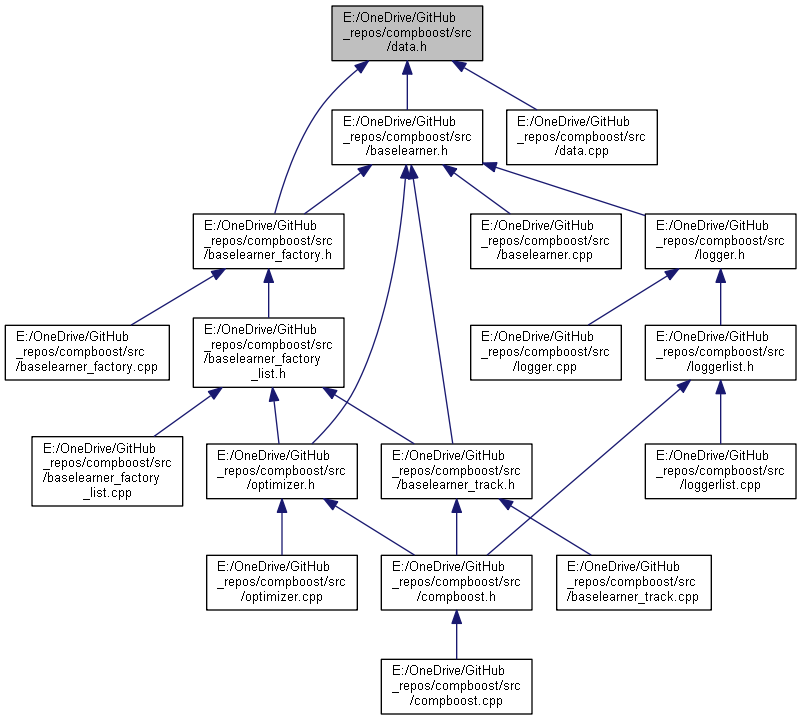 E:/OneDrive/GitHub
_repos/compboost/src
/data.h
E:/OneDrive/GitHub
_repos/compboost/src
/baselearner.h
E:/OneDrive/GitHub
_repos/compboost/src
/data.cpp
E:/OneDrive/GitHub
_repos/compboost/src
/baselearner_factory.h
E:/OneDrive/GitHub
_repos/compboost/src
/baselearner.cpp
E:/OneDrive/GitHub
_repos/compboost/src
/logger.h
E:/OneDrive/GitHub
_repos/compboost/src
/baselearner_factory.cpp
E:/OneDrive/GitHub
_repos/compboost/src
/baselearner_factory
_list.h
E:/OneDrive/GitHub
_repos/compboost/src
/logger.cpp
E:/OneDrive/GitHub
_repos/compboost/src
/loggerlist.h
E:/OneDrive/GitHub
_repos/compboost/src
/baselearner_factory
_list.cpp
E:/OneDrive/GitHub
_repos/compboost/src
/optimizer.h
E:/OneDrive/GitHub
_repos/compboost/src
/baselearner_track.h
E:/OneDrive/GitHub
_repos/compboost/src
/loggerlist.cpp
E:/OneDrive/GitHub
_repos/compboost/src
/optimizer.cpp
E:/OneDrive/GitHub
_repos/compboost/src
/compboost.h
E:/OneDrive/GitHub
_repos/compboost/src
/baselearner_track.cpp
E:/OneDrive/GitHub
_repos/compboost/src
/compboost.cpp